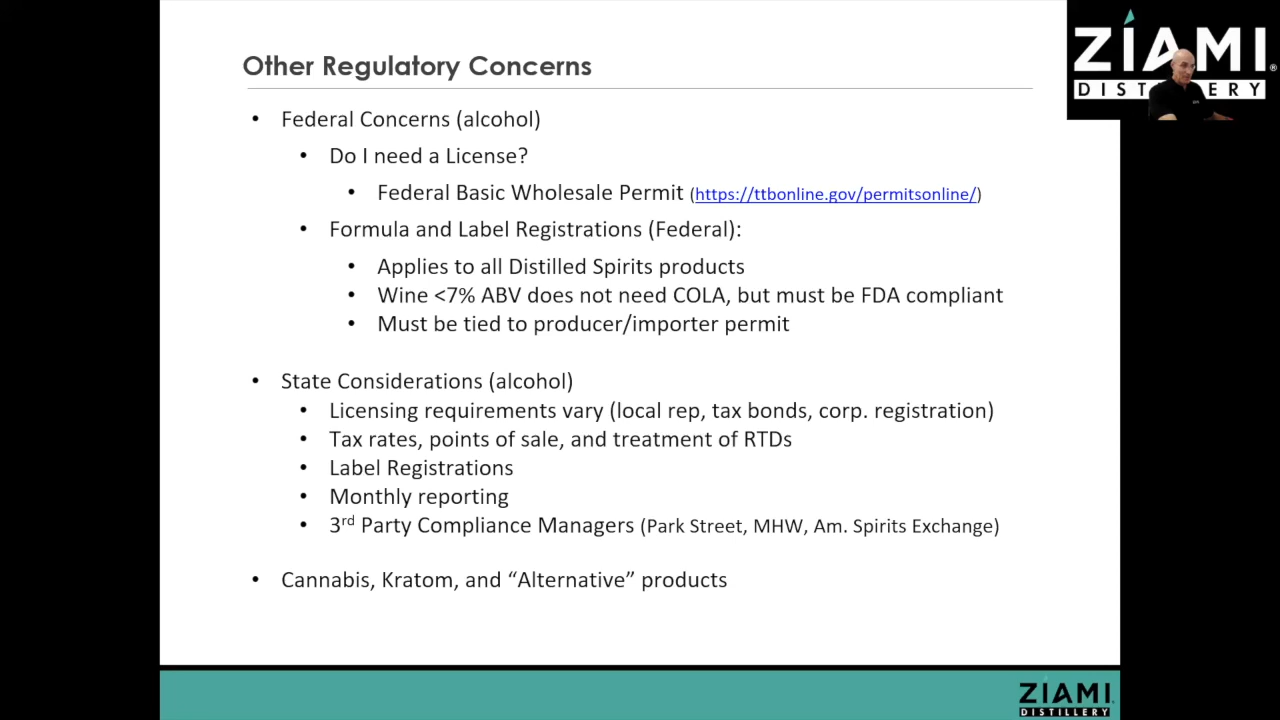 Other Regulatory Concerns
ZIAMI®
DISTILLERY
• Federal Concerns (alcohol)
• Do I need a License?
• Federal Basic Wholesale Permit (https://ttbonline.gov/permitsonline/)
• Formula and Label Registrations (Federal):
• Applies to all Distilled Spirits products
• Wine <7% ABV does not need COLA, but must be FDA compliant
• Must be tied to producer/importer permit
• State Considerations (alcohol)
• Licensing requirements vary (local rep, tax bonds, corp. registration)
• Tax rates, points of sale, and treatment of RTDs
• Label Registrations
• Monthly reporting
• 3rd Party Compliance Managers (Park Street, MHW, Am. Spirits Exchange)
• Cannabis, Kratom, and “Alternative” products
ZIAMI
DISTILLERY